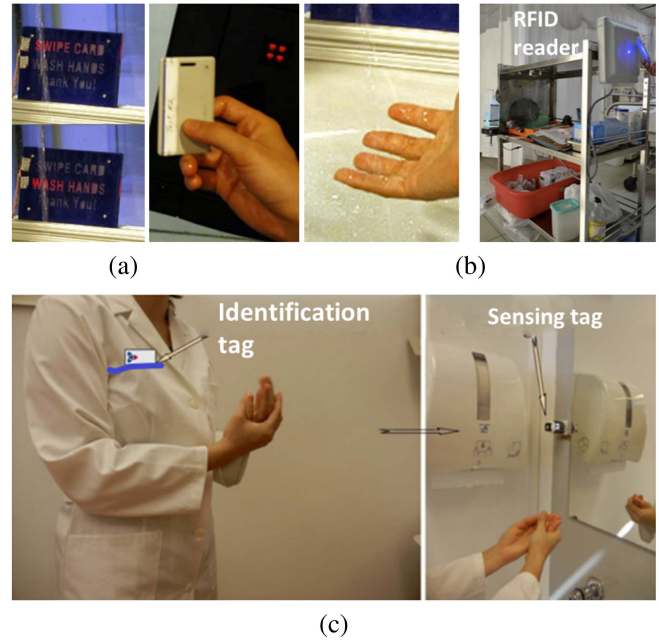 SWIPE CARD
WASH HANDS
Thank You!
SWIPE CARD
WASH HANDS
Thank You!
RFID
reader
(a)
(b)
Identification
tag
Sensing tag
(c)